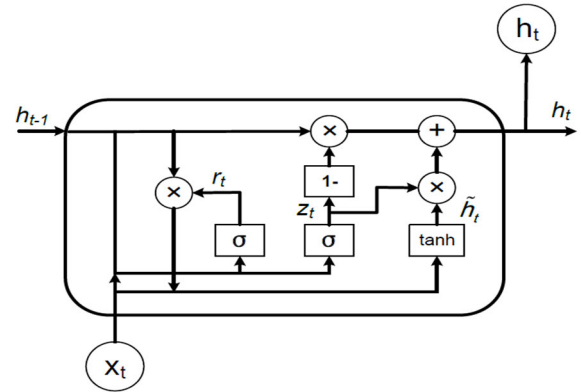 hₜ
hₜ₋₁
hₜ
× +
rₜ
1-
× ×
zₜ
h̃ₜ
σ σ tanh
xₜ